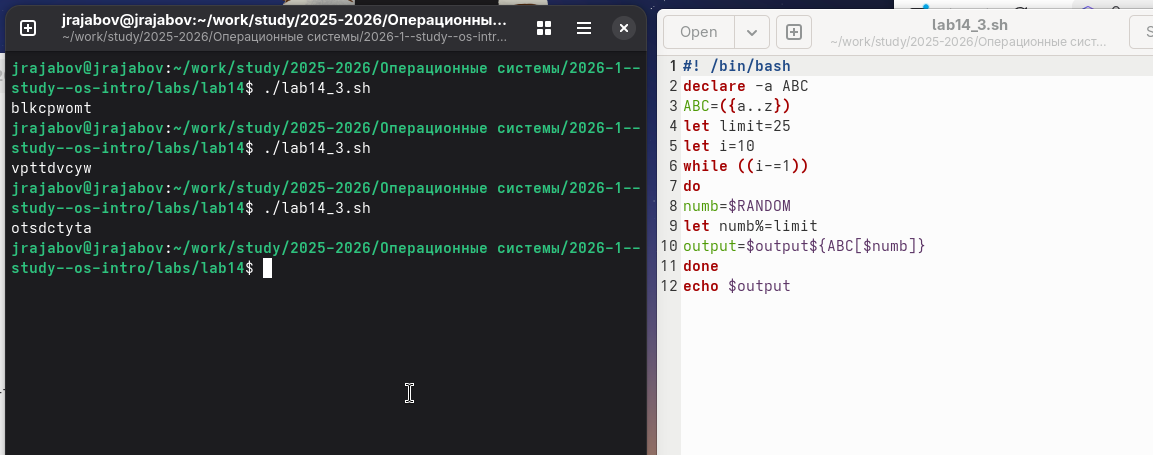 jrajabov@jrajabov:~/work/study/2025-2026/Операционны...
~/work/study/2025-2026/Операционные системы/2026-1--study--os-intr...
jrajabov@jrajabov:~/work/study/2025-2026/Операционные системы/2026-1--
study--os-intro/labs/lab14$ ./lab14_3.sh
blkcpwomt
jrajabov@jrajabov:~/work/study/2025-2026/Операционные системы/2026-1--
study--os-intro/labs/lab14$ ./lab14_3.sh
vpttdvcyw
jrajabov@jrajabov:~/work/study/2025-2026/Операционные системы/2026-1--
study--os-intro/labs/lab14$ ./lab14_3.sh
otsdctyta
jrajabov@jrajabov:~/work/study/2025-2026/Операционные системы/2026-1--
study--os-intro/labs/lab14$
Open
lab14_3.sh
~/work/study/2025-2026/Операционные сист...
S
1 #! /bin/bash
2 declare -a ABC
3 ABC=({a..z})
4 let limit=25
5 let i=10
6 while ((i-=1))
7 do
8 numb=$RANDOM
9 let numb%=limit
10 output=$output${ABC[$numb]}
11 done
12 echo $output